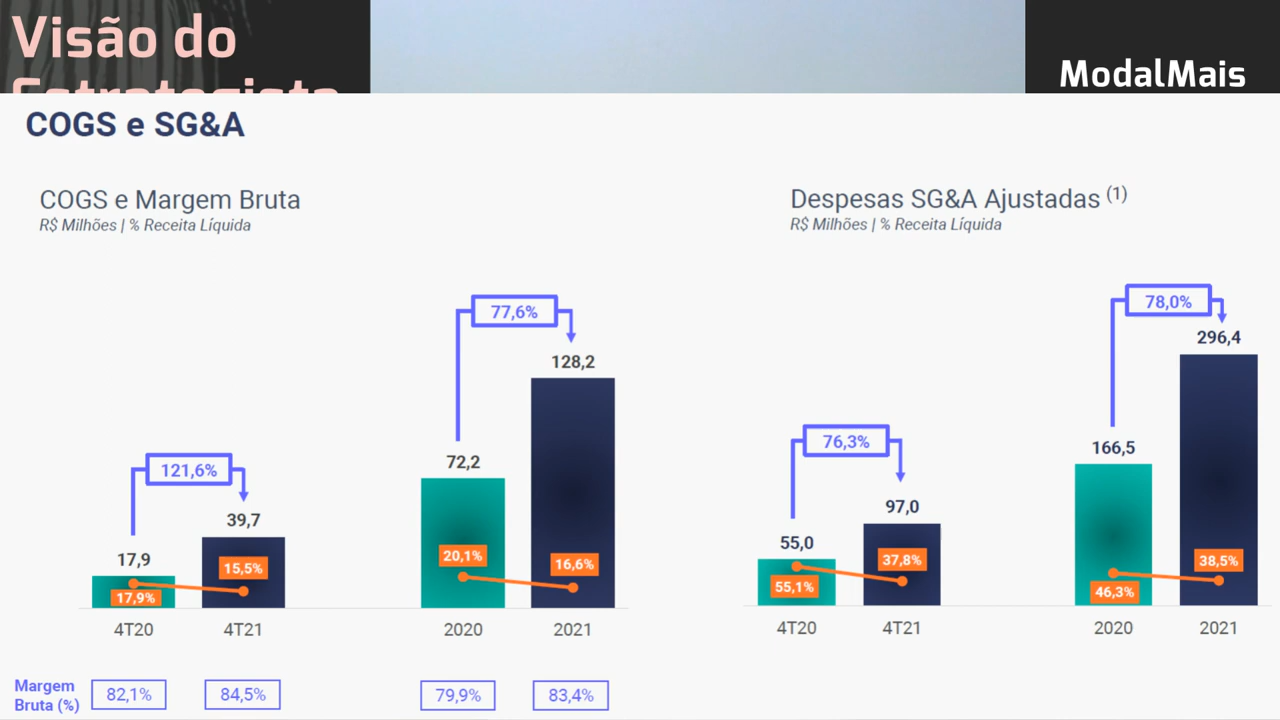 Visão do
Estrategista
ModalMais
COGS e SG&A
COGS e Margem Bruta
R$ Milhões | % Receita Líquida
Despesas SG&A Ajustadas (1)
R$ Milhões | % Receita Líquida
121,6%
17,9
39,7
17,9%
15,5%
4T20
4T21
77,6%
72,2
128,2
20,1%
16,6%
2020
2021
76,3%
55,0
97,0
55,1%
37,8%
4T20
4T21
78,0%
166,5
296,4
46,3%
38,5%
2020
2021
Margem
Bruta (%)
82,1%
84,5%
79,9%
83,4%